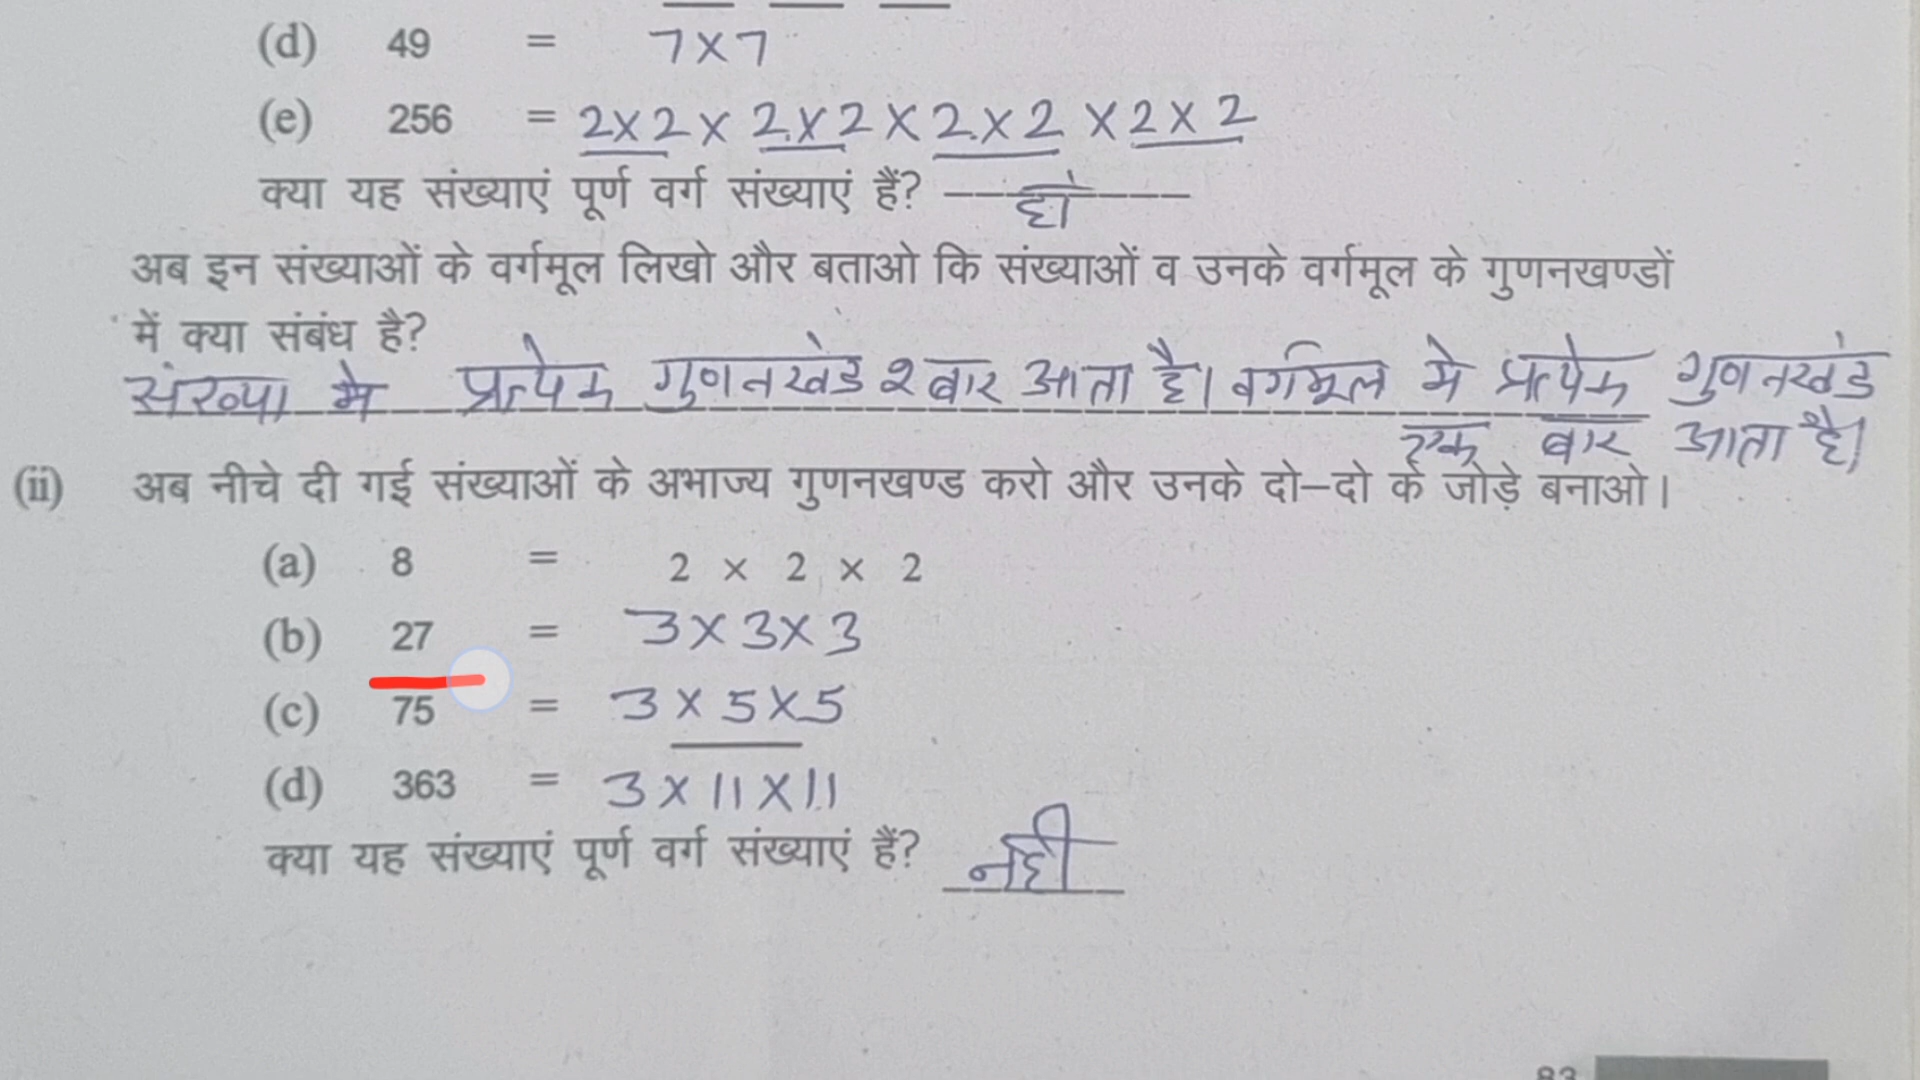 (d) 49 = 7×7
(e) 256 = 2×2 × 2×2 × 2×2 × 2×2
क्या यह संख्याएं पूर्ण वर्ग संख्याएं हैं? हाँ
अब इन संख्याओं के वर्गमूल लिखो और बताओ कि संख्याओं व उनके वर्गमूल के गुणनखण्डों
में क्या संबंध है?
संख्या मे प्रत्येक गुणनखंड २ बार आता है। वर्गमूल मे प्रत्येक गुणनखंड
एक बार आता है।
(ii) अब नीचे दी गई संख्याओं के अभाज्य गुणनखण्ड करो और उनके दो–दो के जोड़े बनाओ।
(a) 8 = 2 × 2 × 2
(b) 27 = 3×3×3
(c) 75 = 3×5×5
(d) 363 = 3×11×11
क्या यह संख्याएं पूर्ण वर्ग संख्याएं हैं? नही